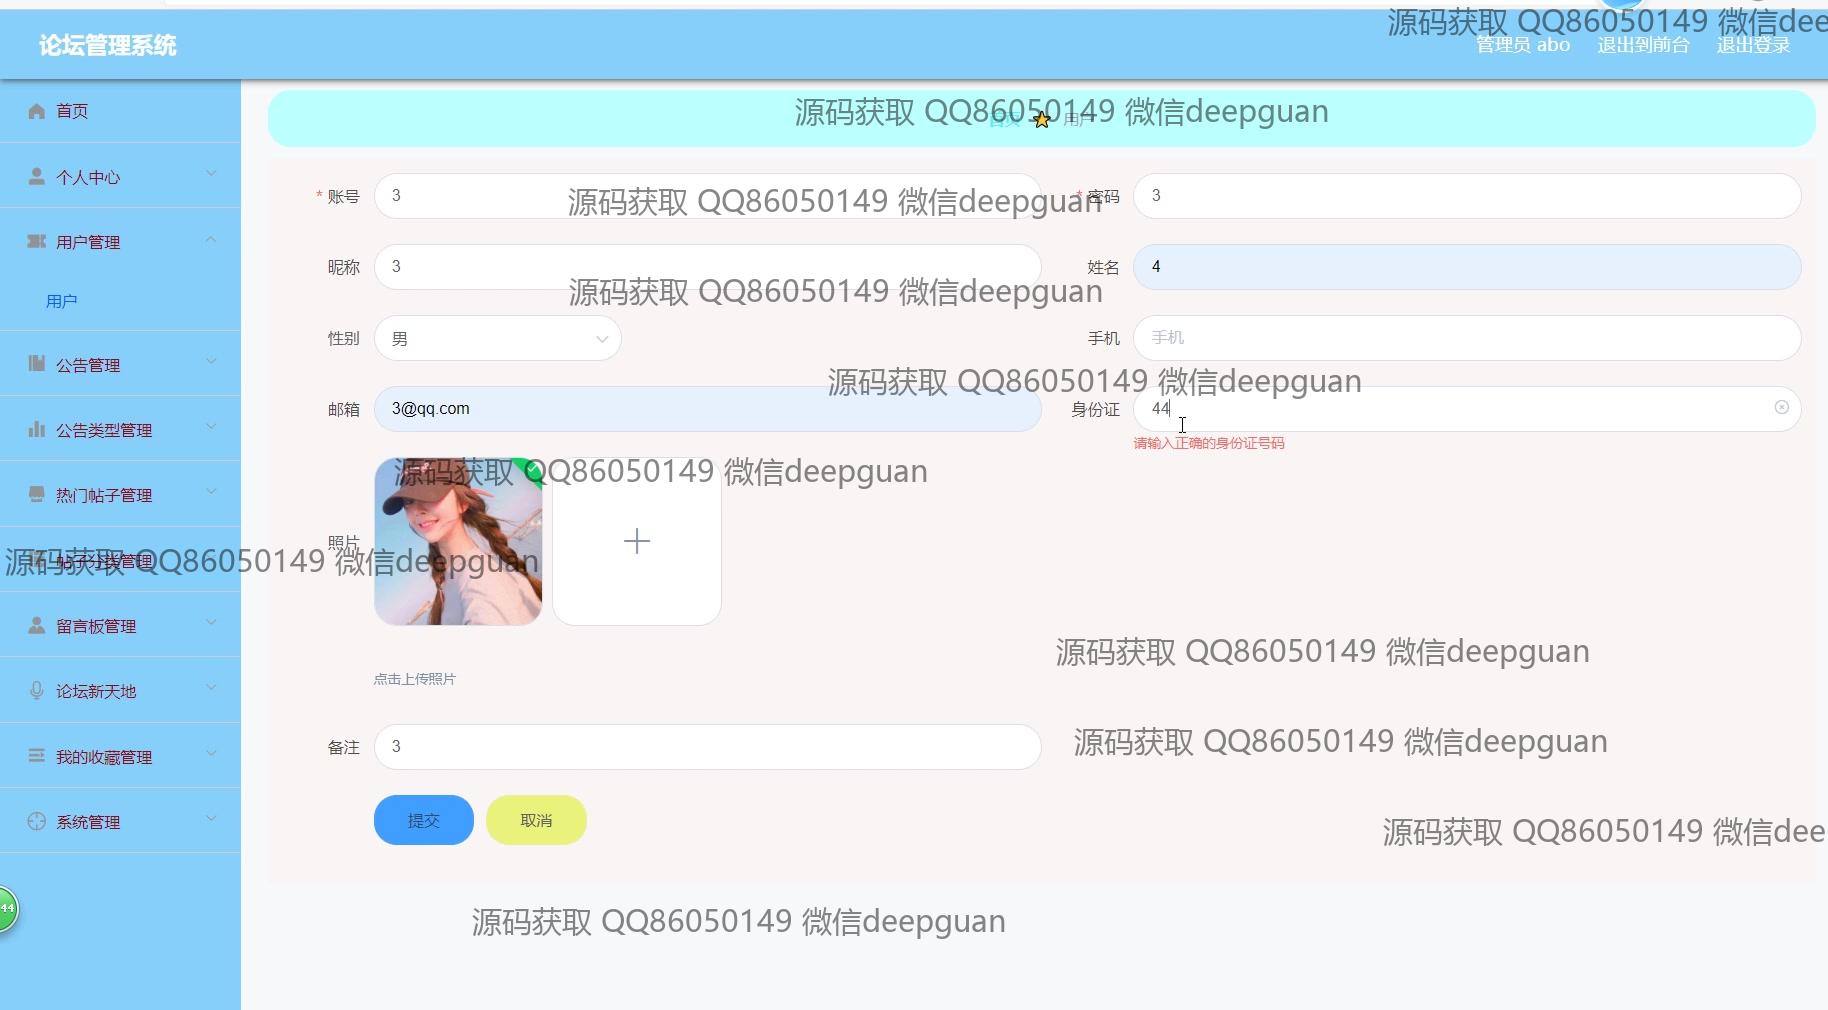 源码获取 QQ86050149 微信dee
论坛管理系统
管理员 abo 退出到前台 退出登录
首页
源码获取 QQ86050149 微信deepguan
首页 用户
个人中心
* 账号 3
源码获取 QQ86050149 微信deepguan
* 密码 3
用户管理
昵称 3
姓名 4
源码获取 QQ86050149 微信deepguan
用户
性别 男
手机 手机
公告管理
源码获取 QQ86050149 微信deepguan
邮箱 3@qq.com
身份证 44
请输入正确的身份证号码
公告类型管理
源码获取 QQ86050149 微信deepguan
热门帖子管理
照片
帖子分类管理
源码获取 QQ86050149 微信deepguan
留言板管理
源码获取 QQ86050149 微信deepguan
点击上传照片
论坛新天地
备注 3
源码获取 QQ86050149 微信deepguan
我的收藏管理
提交 取消
系统管理
源码获取 QQ86050149 微信dee
44
源码获取 QQ86050149 微信deepguan